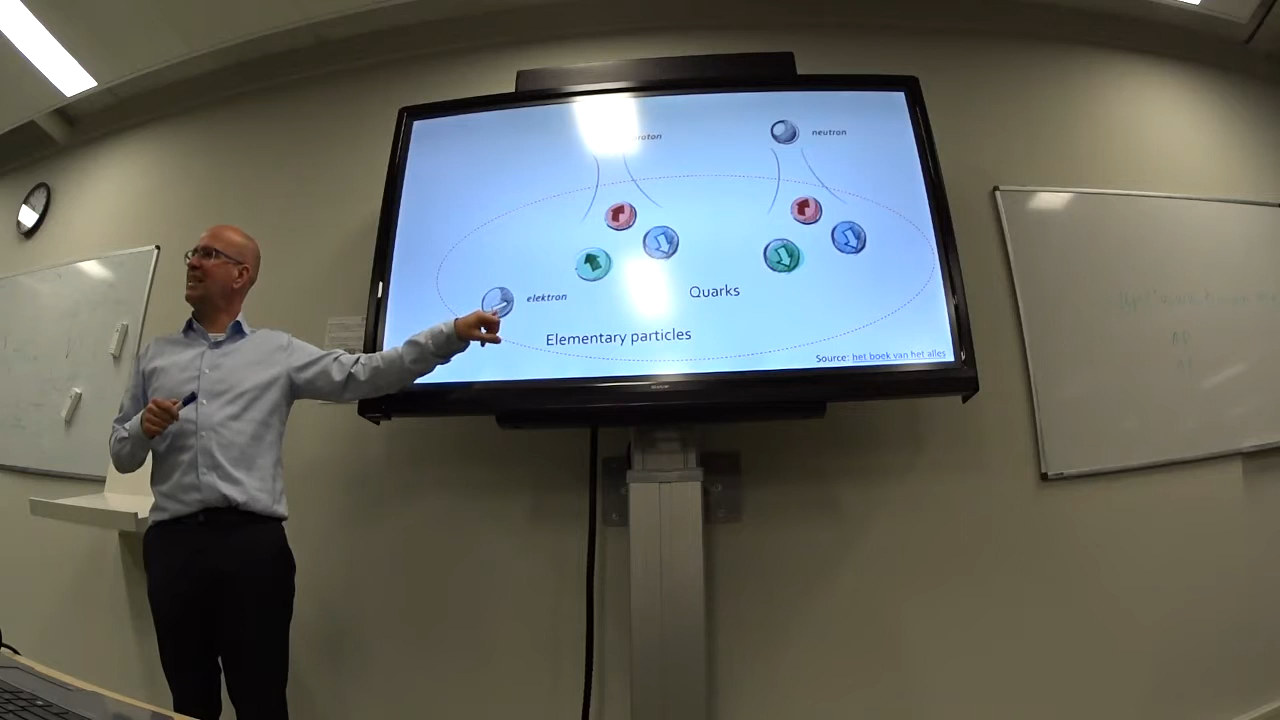 roton
neutron
elektron
Quarks
Elementary particles
Source: het boek van het alles